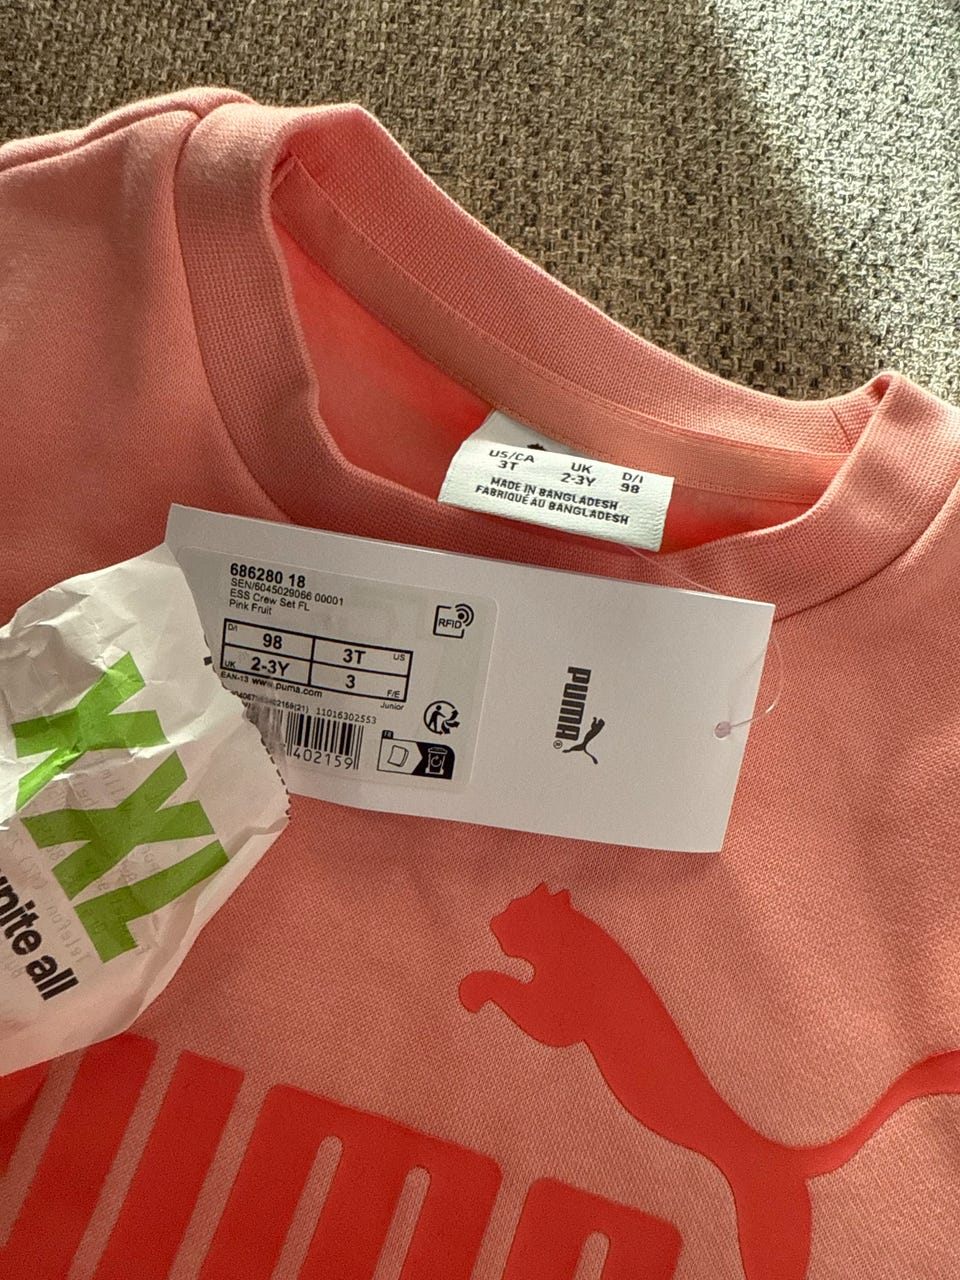 US/CA UK D/I
3T 2-3Y 98
MADE IN BANGLADESH
FABRIQUÉ AU BANGLADESH
686280 18
SEN/6045029066 00001
ESS Crew Set FL
Pink Fruit
RFID
D/I 98 3T US
UK 2-3Y 3 F/E
EAN-13 www.puma.com
Junior
(21) 11016302553
402159
FR
PUMA
®
XXL
unite all
PUMA